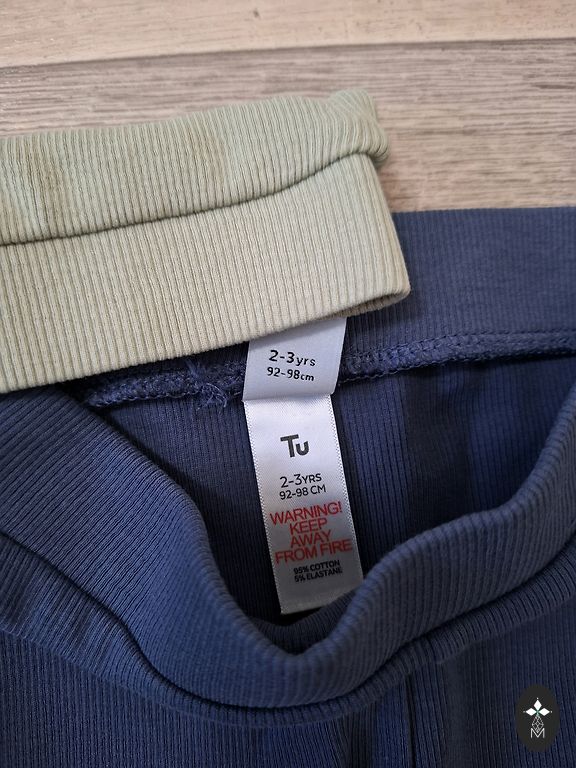 2-3yrs
92-98cm
Tu
2-3YRS
92-98 CM
WARNING!
KEEP
AWAY
FROM FIRE
95% COTTON
5% ELASTANE
M